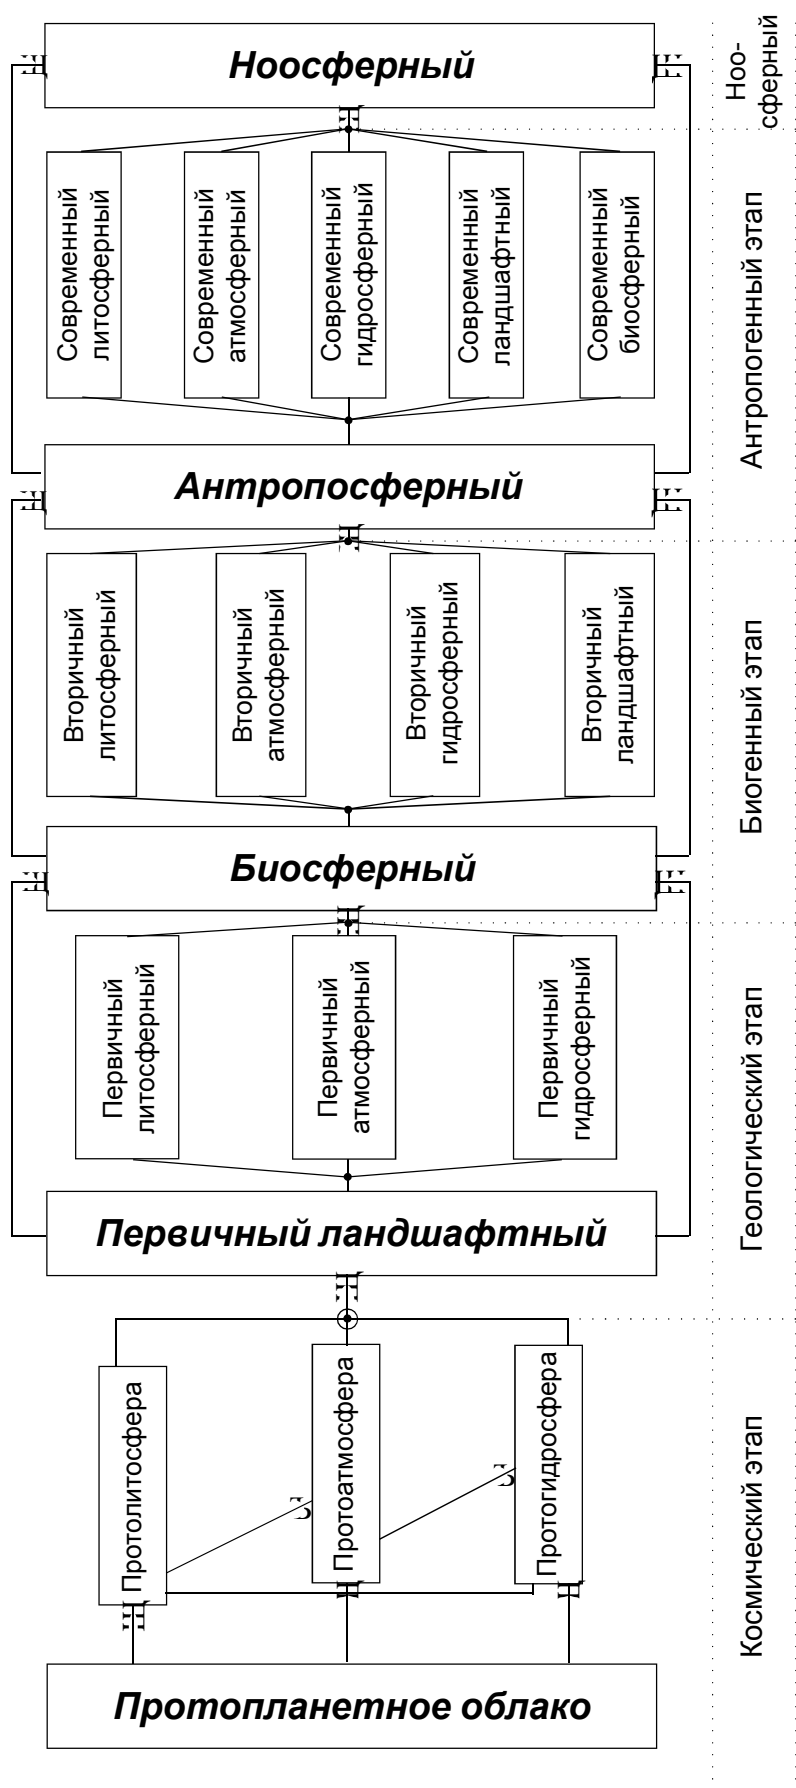 Ноосферный
Ноо-
сферный
Современный
литосферный
Современный
атмосферный
Современный
гидросферный
Современный
ландшафтный
Современный
биосферный
Антропогенный этап
Антропосферный
Вторичный
литосферный
Вторичный
атмосферный
Вторичный
гидросферный
Вторичный
ландшафтный
Биогенный этап
Биосферный
Первичный
литосферный
Первичный
атмосферный
Первичный
гидросферный
Геологический этап
Первичный ландшафтный
Протолитосфера
Протоатмосфера
Протогидросфера
Космический этап
Протопланетное облако